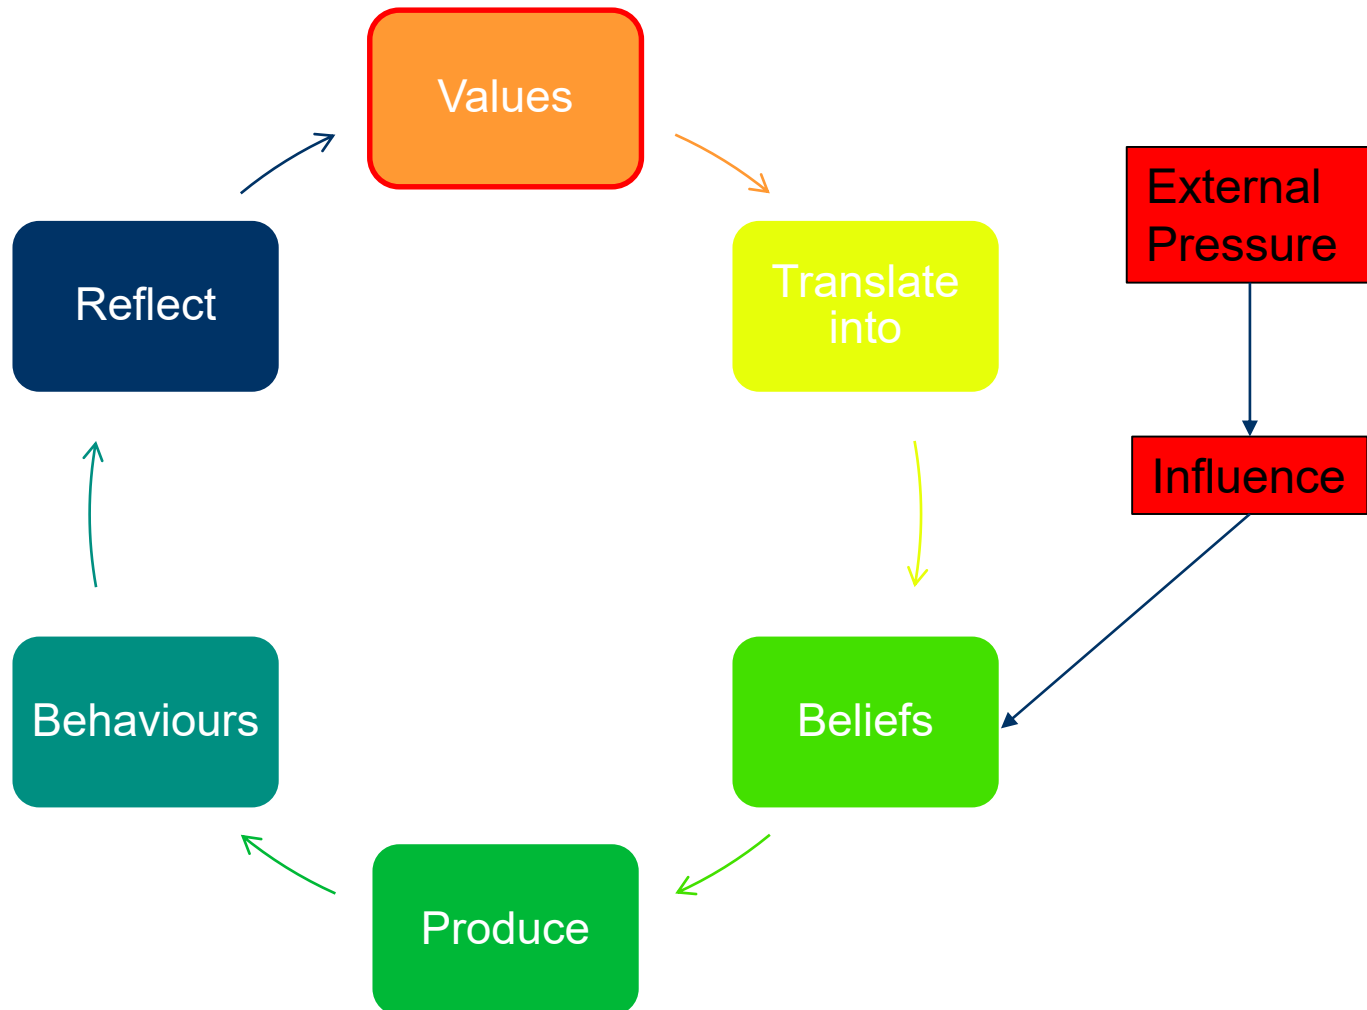 Values
Translate
into
Beliefs
Produce
Behaviours
Reflect
External
Pressure
Influence